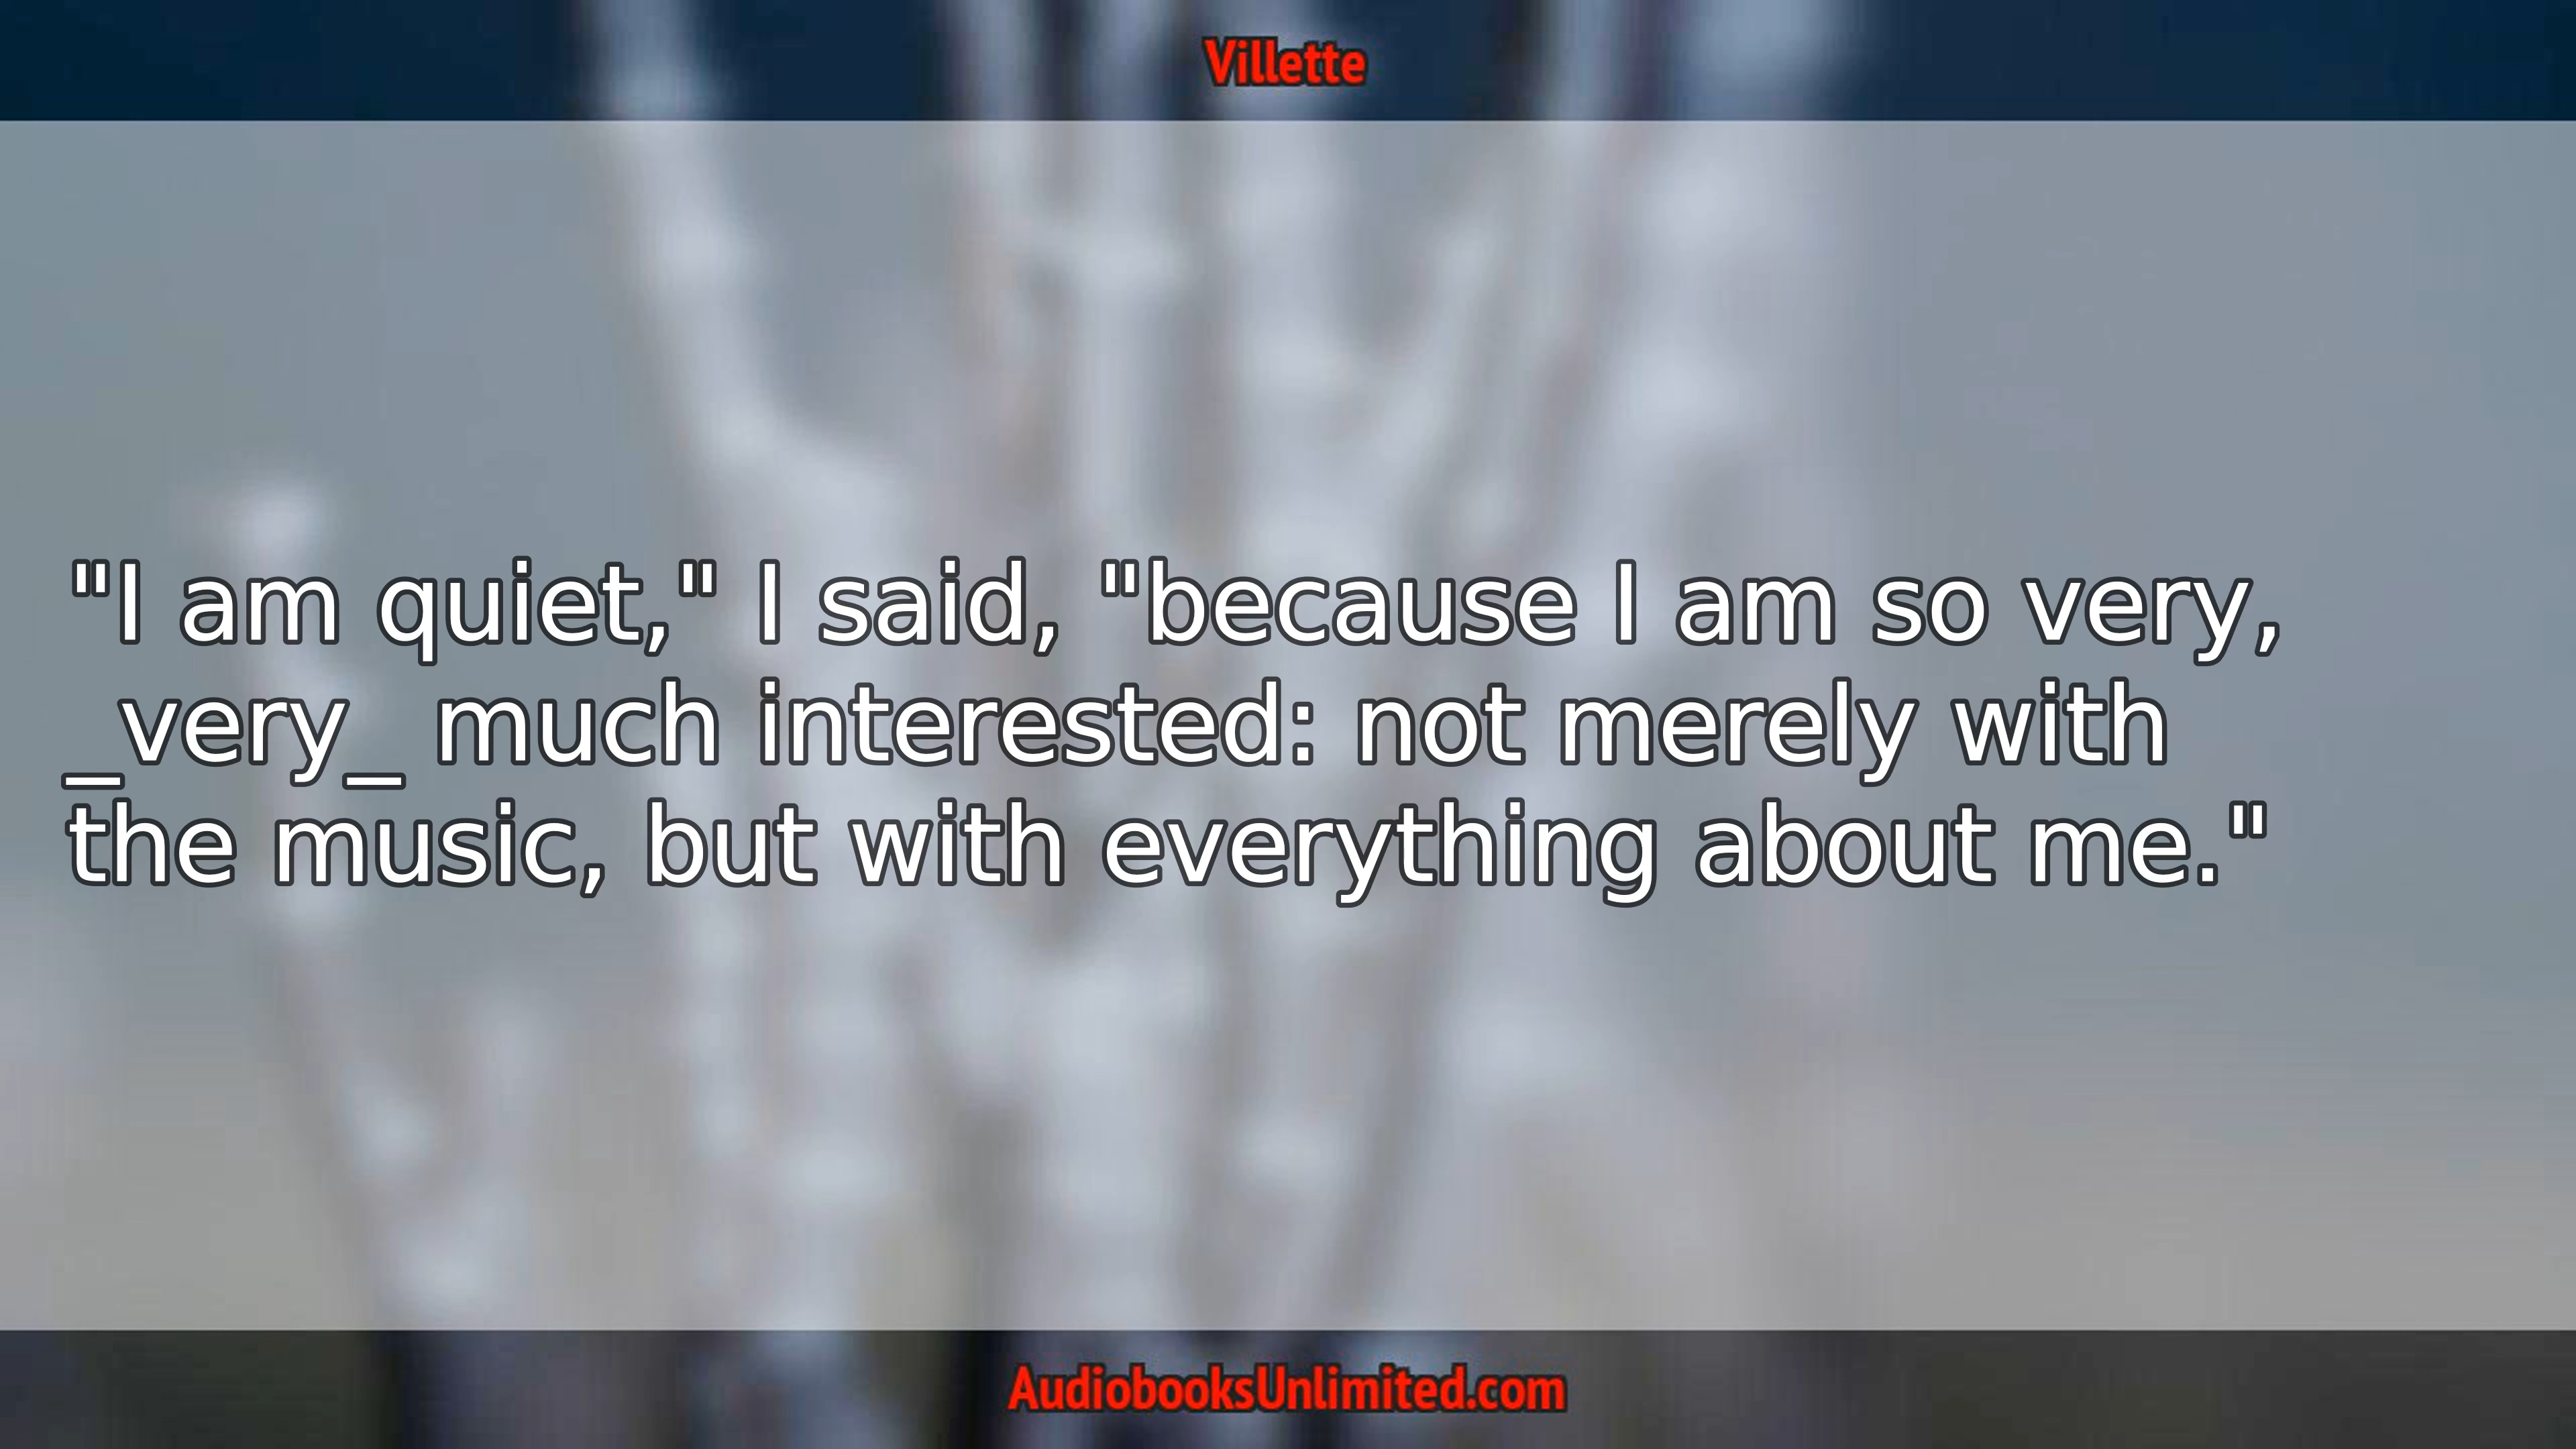 Villette
"I am quiet," I said, "because I am so very,
_very_ much interested: not merely with
the music, but with everything about me."
AudiobooksUnlimited.com